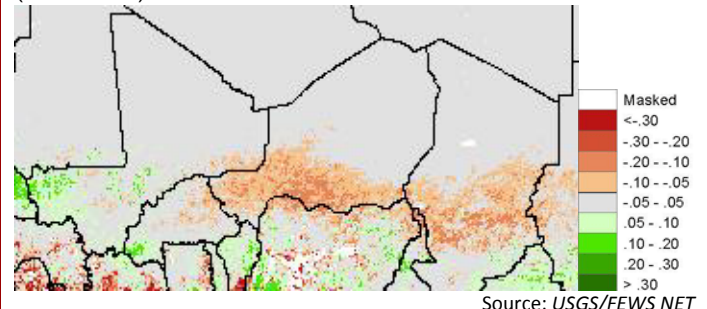 Masked
<-.30
-.30 - -.20
-.20 - -.10
-.10 - -.05
-.05 - .05
.05 - .10
.10 - .20
.20 - .30
> .30
Source: USGS/FEWS NET